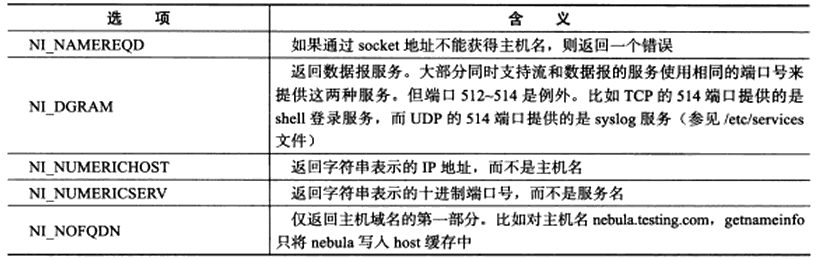 选 项 含 义
NI_NAMEREQD 如果通过 socket 地址不能获得主机名，则返回一个错误
返回数据报服务。大部分同时支持流和数据报的服务使用相同的端口号来
NI_DGRAM 提供这两种服务。但端口 512~514 是例外。比如 TCP 的 514 端口提供的是
shell 登录服务，而 UDP 的 514 端口提供的是 syslog 服务（参见 /etc/services
文件）
NI_NUMERICHOST 返回字符串表示的 IP 地址，而不是主机名
NI_NUMERICSERV 返回字符串表示的十进制端口号，而不是服务名
NI_NOFQDN 仅返回主机域名的第一部分。比如对主机名 nebula.testing.com，getnameinfo
只将 nebula 写入 host 缓存中